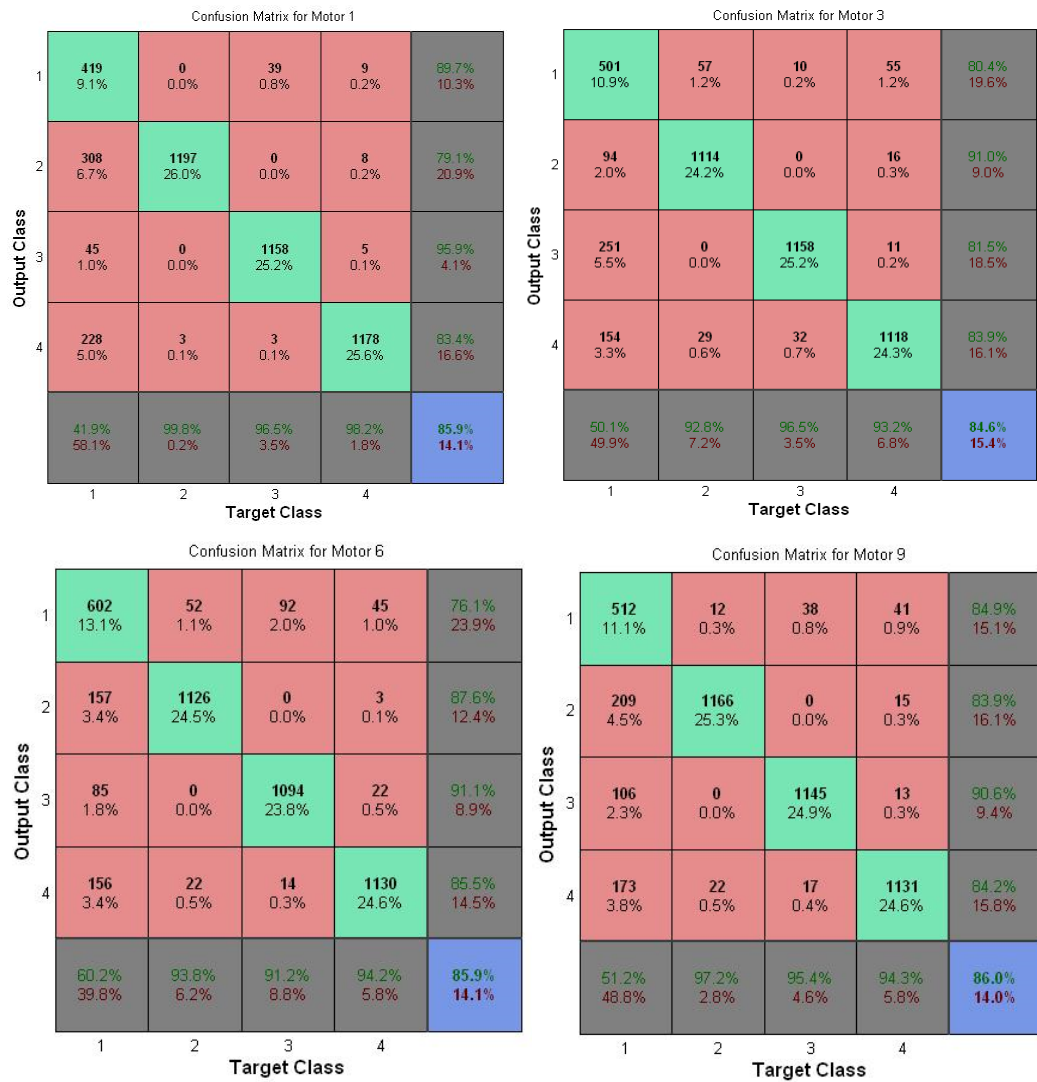 Confusion Matrix for Motor 1
1 419 0 39 9 89.7%
9.1% 0.0% 0.8% 0.2% 10.3%
2 308 1197 0 8 79.1%
6.7% 26.0% 0.0% 0.2% 20.9%
3 45 0 1158 5 95.9%
1.0% 0.0% 25.2% 0.1% 4.1%
4 228 3 3 1178 83.4%
5.0% 0.1% 0.1% 25.6% 16.6%
41.9% 99.8% 96.5% 98.2% 85.9%
58.1% 0.2% 3.5% 1.8% 14.1%
1 2 3 4
Target Class
Output Class
Confusion Matrix for Motor 3
1 501 57 10 55 80.4%
10.9% 1.2% 0.2% 1.2% 19.6%
2 94 1114 0 16 91.0%
2.0% 24.2% 0.0% 0.3% 9.0%
3 251 0 1158 11 81.5%
5.5% 0.0% 25.2% 0.2% 18.5%
4 154 29 32 1118 83.9%
3.3% 0.6% 0.7% 24.3% 16.1%
50.1% 92.8% 96.5% 93.2% 84.6%
49.9% 7.2% 3.5% 6.8% 15.4%
1 2 3 4
Target Class
Output Class
Confusion Matrix for Motor 6
1 602 52 92 45 76.1%
13.1% 1.1% 2.0% 1.0% 23.9%
2 157 1126 0 3 87.6%
3.4% 24.5% 0.0% 0.1% 12.4%
3 85 0 1094 22 91.1%
1.8% 0.0% 23.8% 0.5% 8.9%
4 156 22 14 1130 85.5%
3.4% 0.5% 0.3% 24.6% 14.5%
60.2% 93.8% 91.2% 94.2% 85.9%
39.8% 6.2% 8.8% 5.8% 14.1%
1 2 3 4
Target Class
Output Class
Confusion Matrix for Motor 9
1 512 12 38 41 84.9%
11.1% 0.3% 0.8% 0.9% 15.1%
2 209 1166 0 15 83.9%
4.5% 25.3% 0.0% 0.3% 16.1%
3 106 0 1145 13 90.6%
2.3% 0.0% 24.9% 0.3% 9.4%
4 173 22 17 1131 84.2%
3.8% 0.5% 0.4% 24.6% 15.8%
51.2% 97.2% 95.4% 94.3% 86.0%
48.8% 2.8% 4.6% 5.8% 14.0%
1 2 3 4
Target Class
Output Class